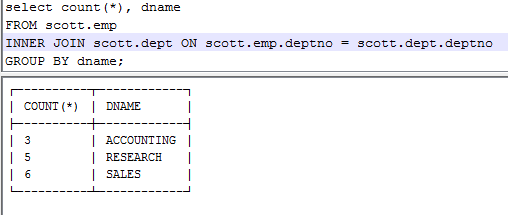 select count(*), dname
FROM scott.emp
INNER JOIN scott.dept ON scott.emp.deptno = scott.dept.deptno
GROUP BY dname;
COUNT(*) | DNAME
3 | ACCOUNTING
5 | RESEARCH
6 | SALES